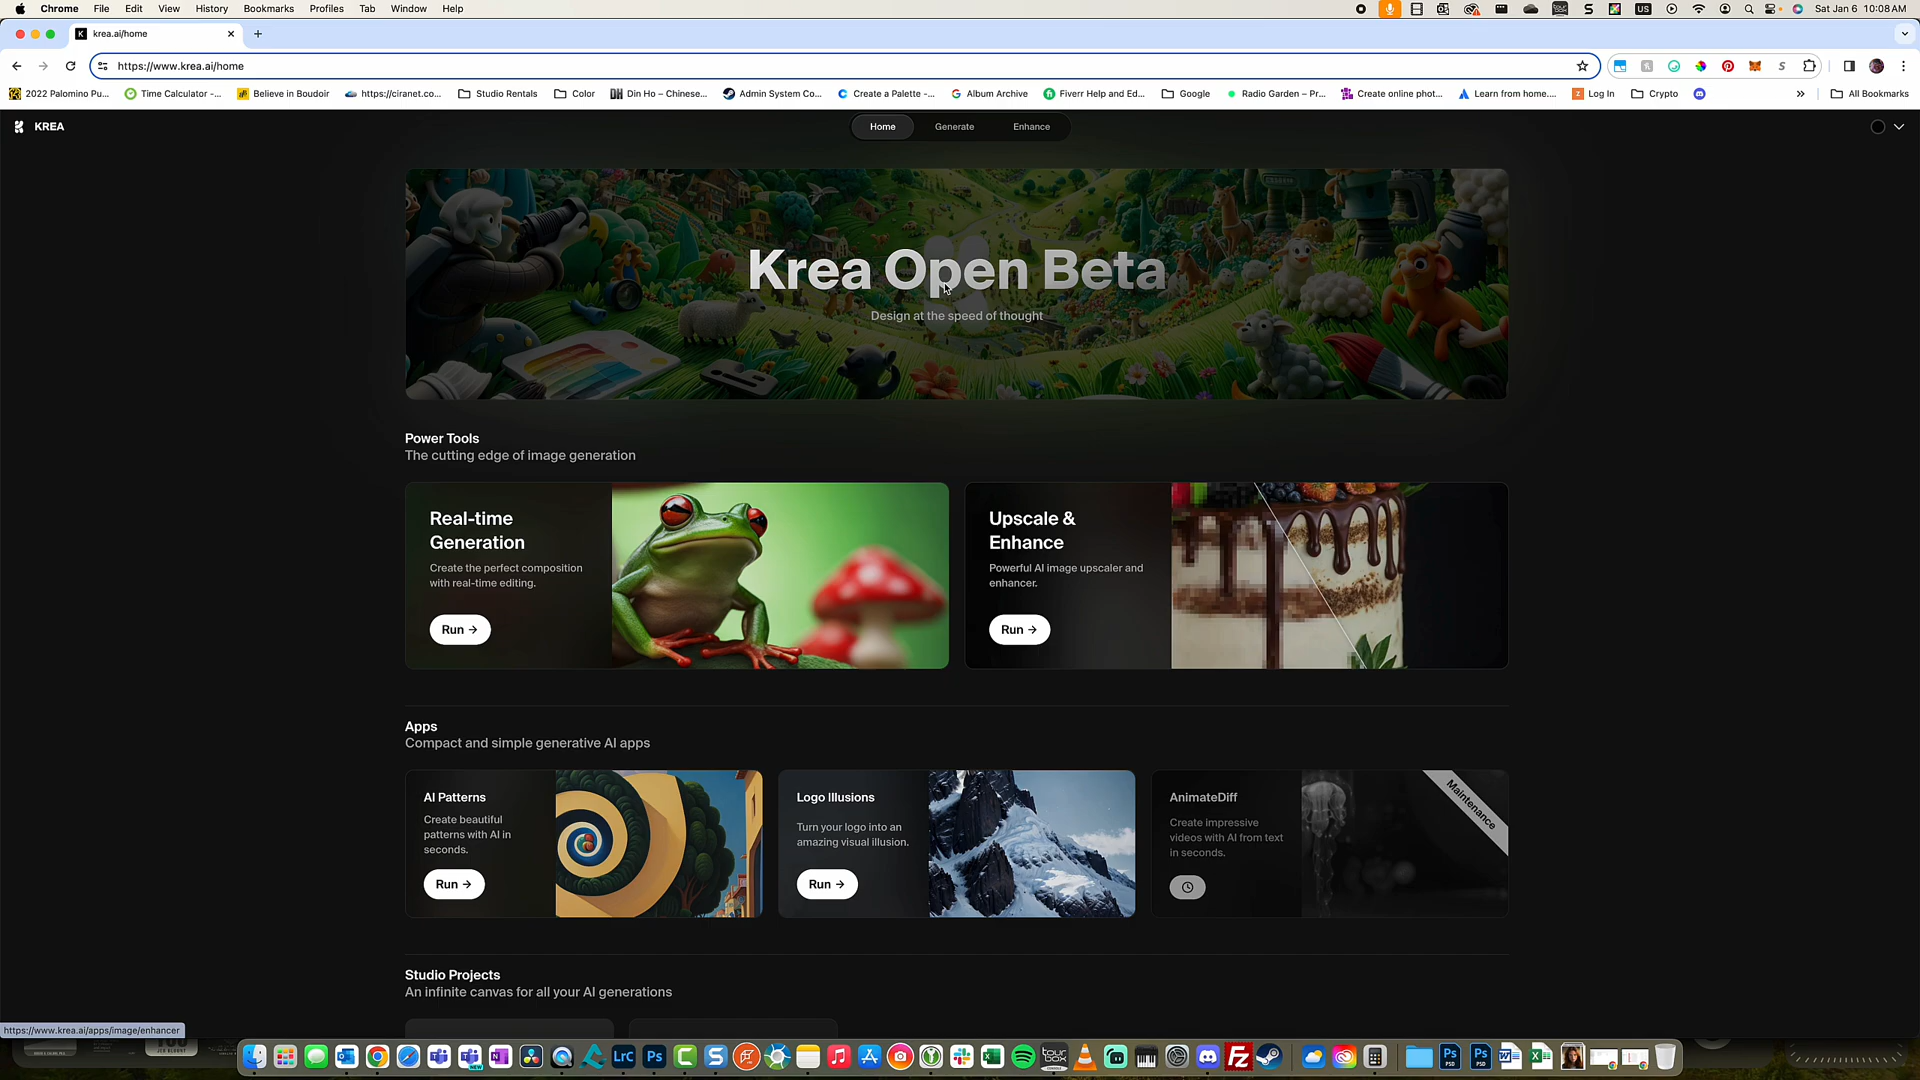 Chrome File Edit View History Bookmarks Profiles Tab Window Help
US Sat Jan 6 10:08 AM
krea.ai/home
https://www.krea.ai/home
2022 Palomino Pu... Time Calculator -... Believe in Boudoir https://ciranet.co... Studio Rentals Color Din Ho – Chinese... Admin System Co... Create a Palette -... Album Archive Fiverr Help and Ed... Google Radio Garden – Pr... Create online phot... Learn from home.... Log In Crypto All Bookmarks
KREA Home Generate Enhance
Krea Open Beta
Design at the speed of thought
Power Tools
The cutting edge of image generation
Real-time
Generation
Create the perfect composition
with real-time editing.
Run →
Upscale &
Enhance
Powerful AI image upscaler and
enhancer.
Run →
Apps
Compact and simple generative AI apps
AI Patterns
Create beautiful
patterns with AI in
seconds.
Run →
Logo Illusions
Turn your logo into an
amazing visual illusion.
Run →
AnimateDiff
Create impressive
videos with AI from text
in seconds.
Maintenance
Studio Projects
An infinite canvas for all your AI generations
https://www.krea.ai/apps/image/enhancer
LrC Ps